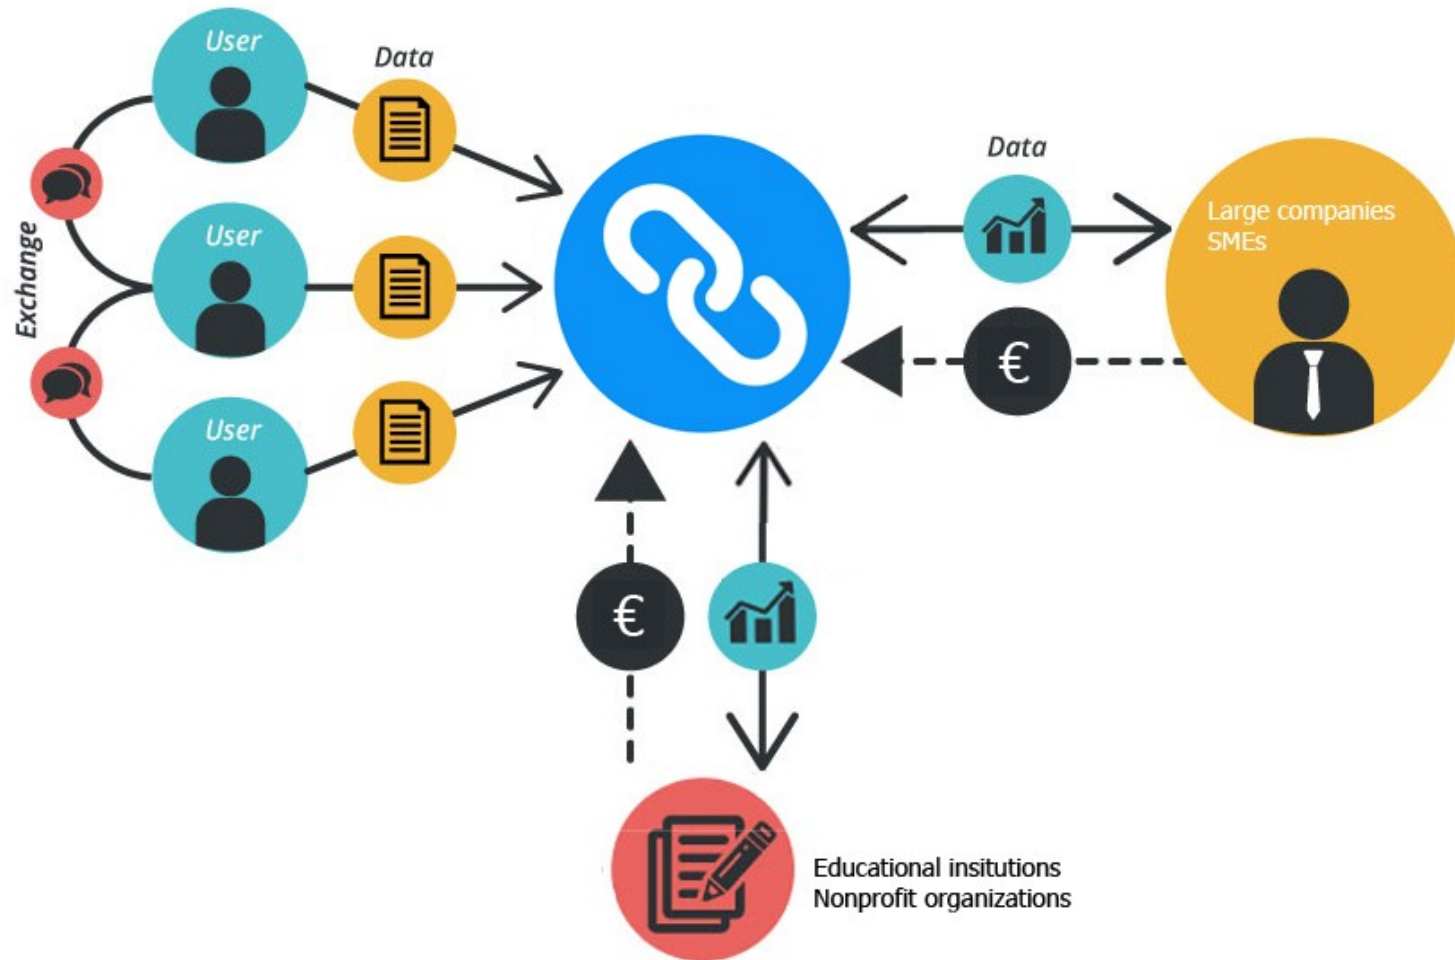 User
Data
Exchange
User
User
Data
Large companies
SMEs
€
€
Educational insitutions
Nonprofit organizations